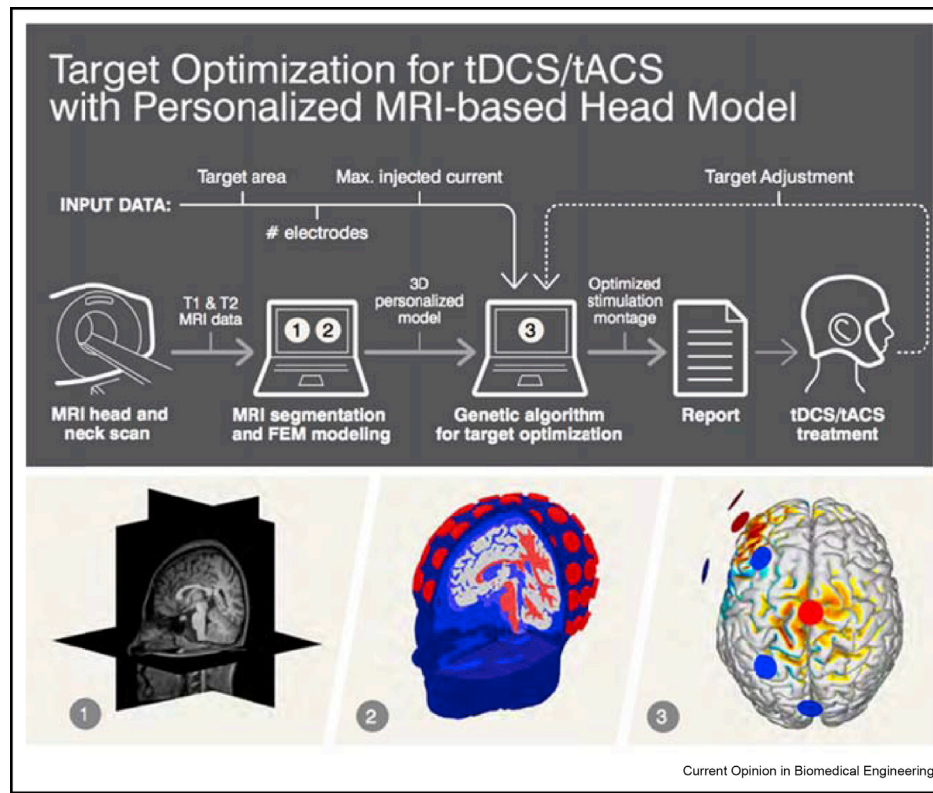 Target Optimization for tDCS/tACS
with Personalized MRI-based Head Model
Target area
Max. injected current
Target Adjustment
INPUT DATA:
# electrodes
T1 & T2
MRI data
1 2
3D
personalized
model
3
Optimized
stimulation
montage
MRI head and
neck scan
MRI segmentation
and FEM modeling
Genetic algorithm
for target optimization
Report
tDCS/tACS
treatment
1
2
3
Current Opinion in Biomedical Engineering